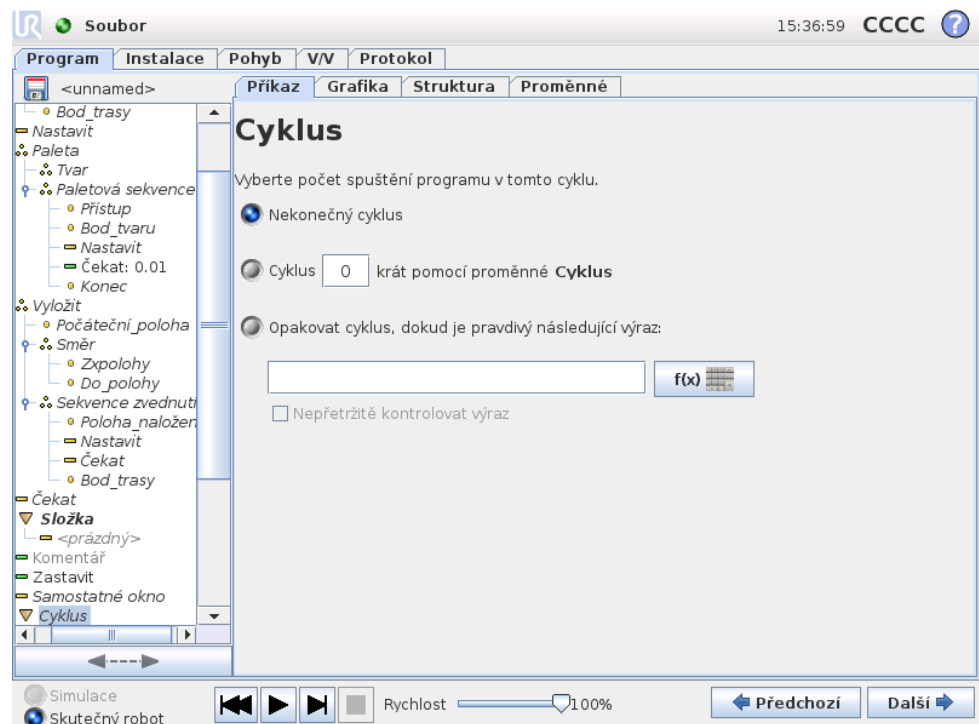 UR Soubor 15:36:59 CCCC ?
Program Instalace Pohyb V/V Protokol
<unnamed>
Příkaz Grafika Struktura Proměnné
Bod_trasy
Nastavit
Paleta
Tvar
Paletová sekvence
Přístup
Bod_tvaru
Nastavit
Čekat: 0.01
Konec
Vyložit
Počáteční_poloha
Směr
Zxpolohy
Do_polohy
Sekvence zvednutí
Poloha_naložen
Nastavit
Čekat
Bod_trasy
Čekat
Složka
<prázdný>
Komentář
Zastavit
Samostatné okno
Cyklus
Cyklus
Vyberte počet spuštění programu v tomto cyklu.
Nekonečný cyklus
Cyklus 0 krát pomocí proměnné Cyklus
Opakovat cyklus, dokud je pravdivý následující výraz:
f(x)
Nepřetržitě kontrolovat výraz
Simulace
Skutečný robot
Rychlost 100%
Předchozí Další